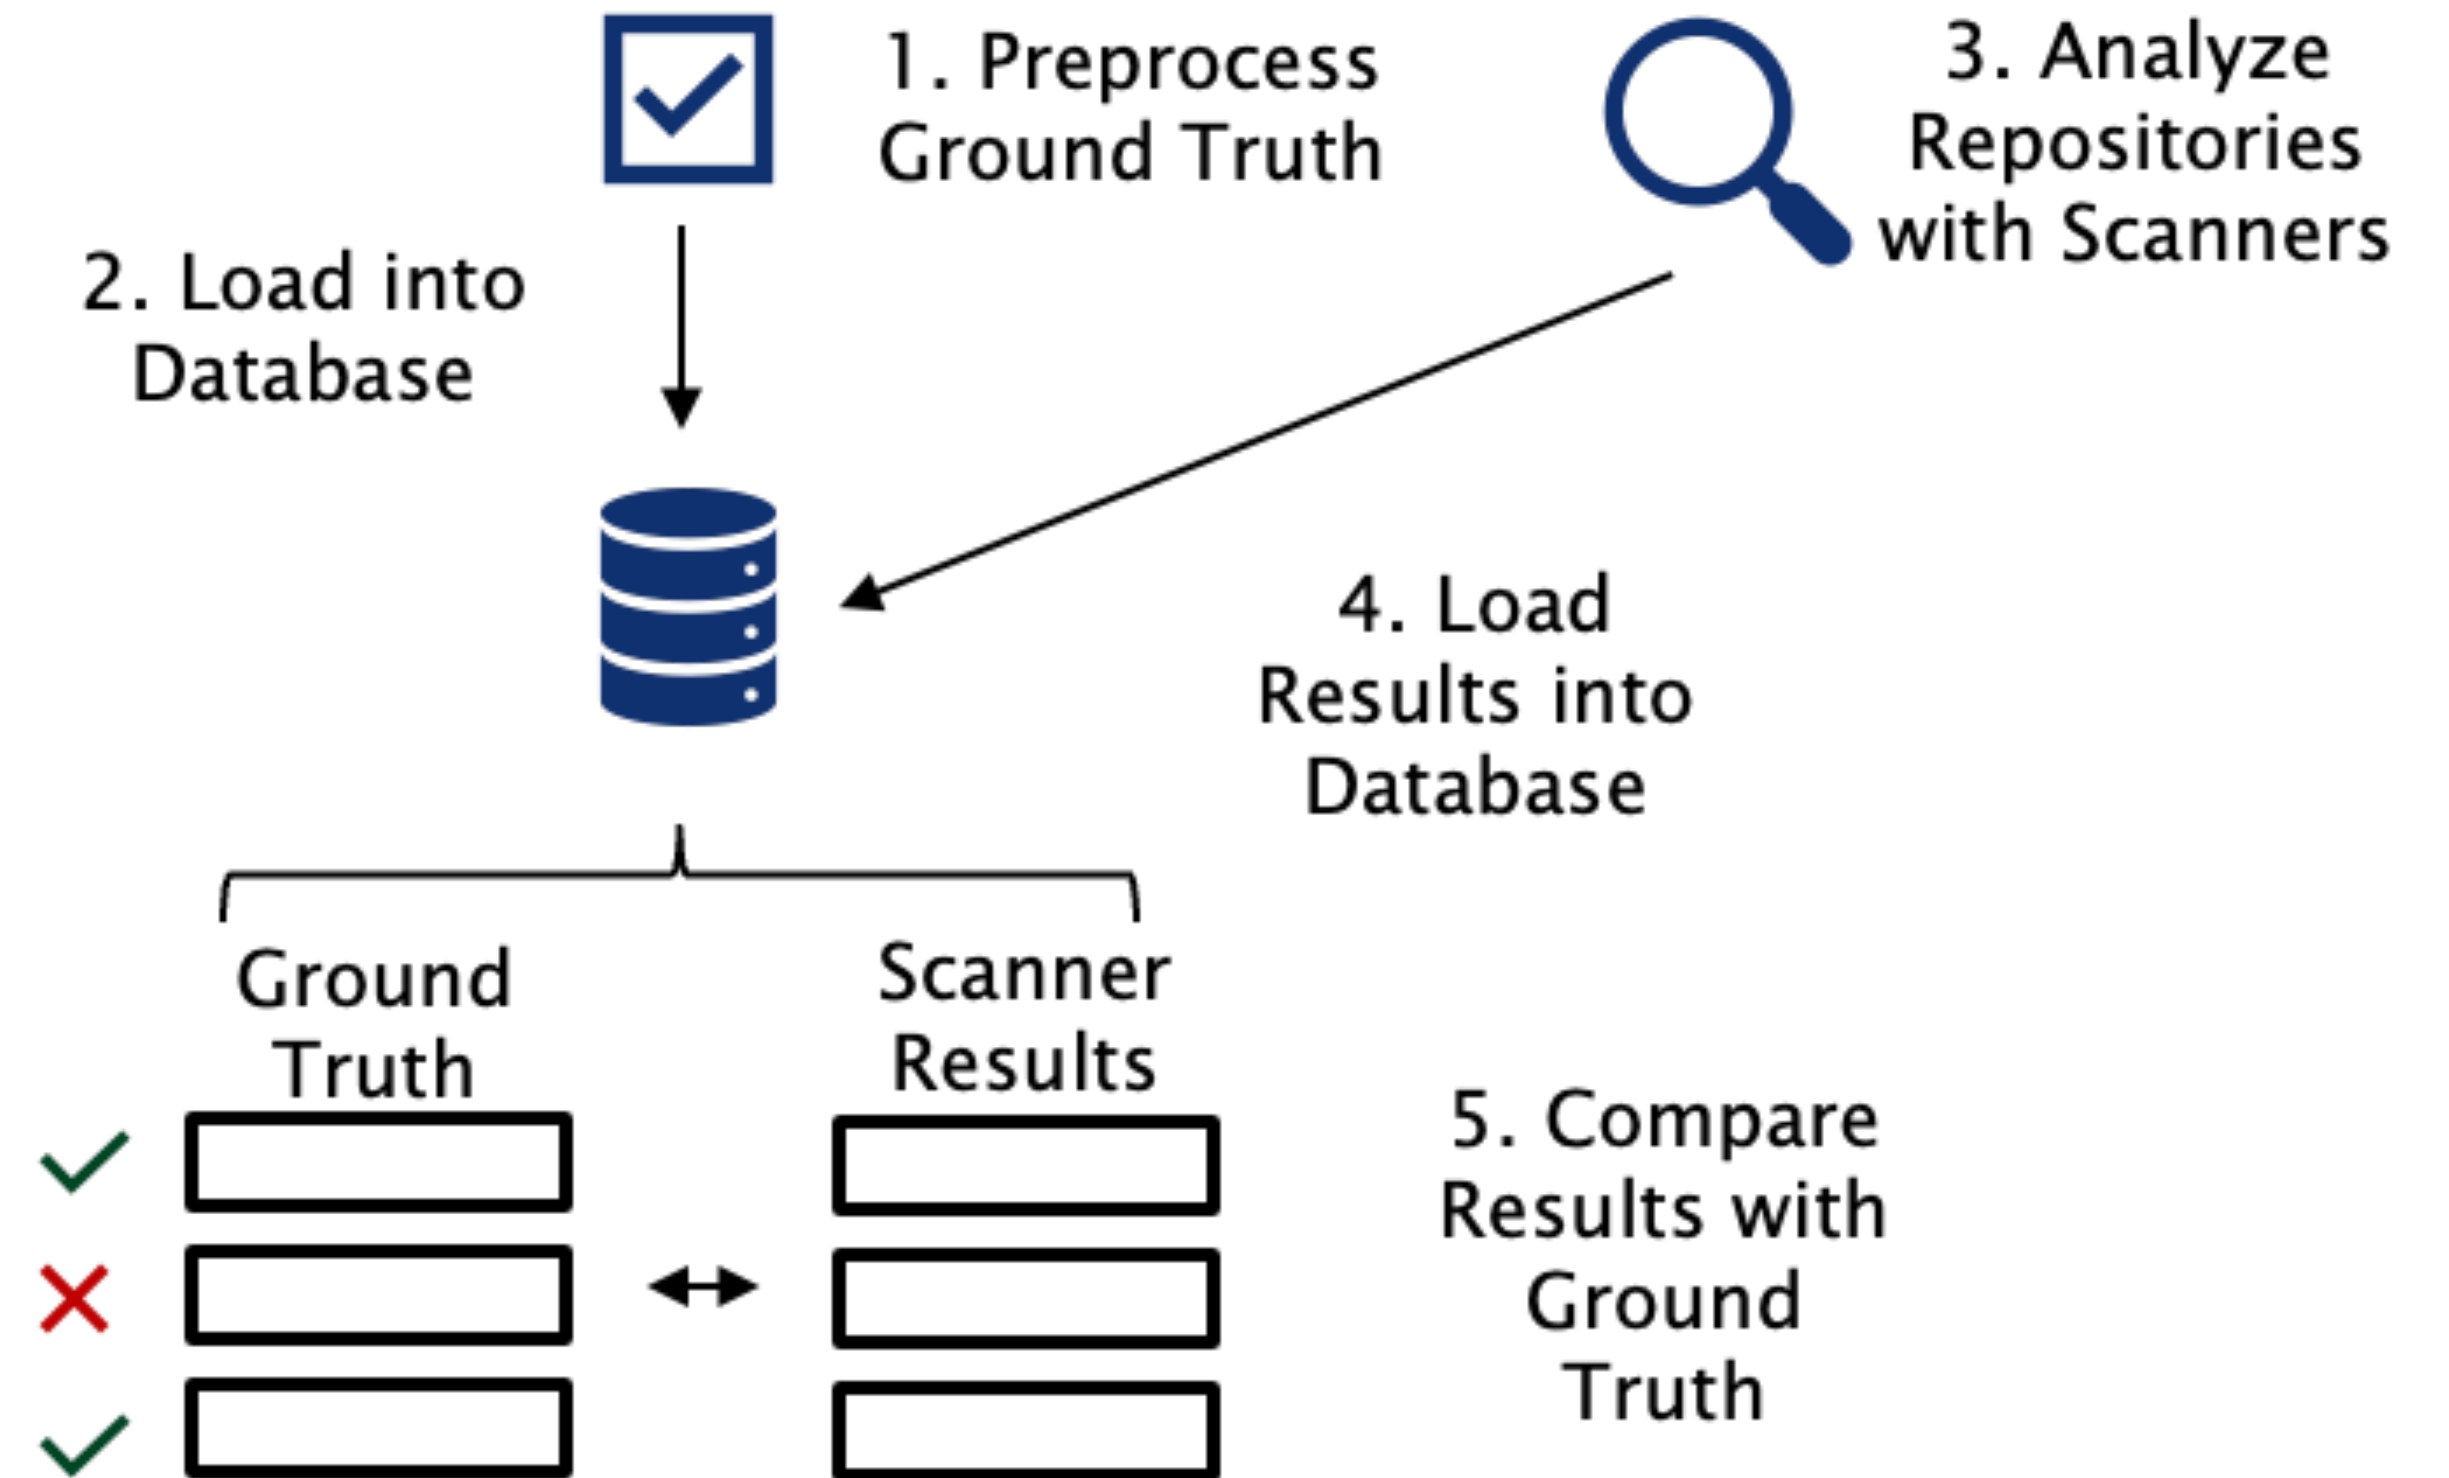 1. Preprocess
Ground Truth
2. Load into
Database
3. Analyze
Repositories
with Scanners
4. Load
Results into
Database
Ground
Truth
Scanner
Results
5. Compare
Results with
Ground
Truth